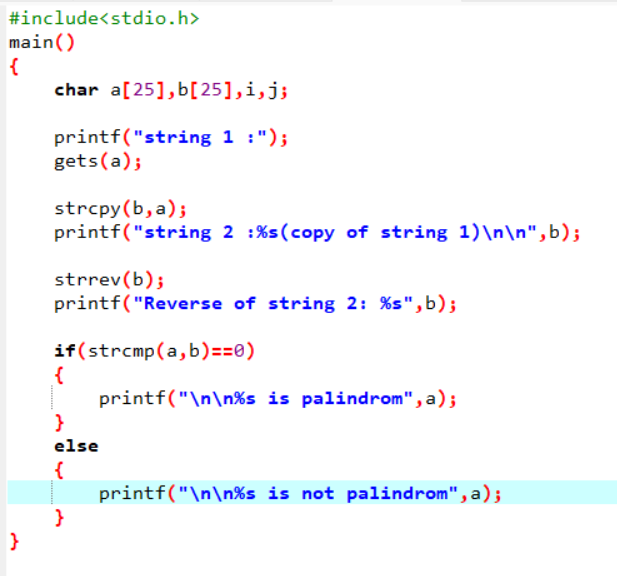 #include<stdio.h>
main()
{
    char a[25],b[25],i,j;

    printf("string 1 :");
    gets(a);

    strcpy(b,a);
    printf("string 2 :%s(copy of string 1)\n\n",b);

    strrev(b);
    printf("Reverse of string 2: %s",b);

    if(strcmp(a,b)==0)
    {
        printf("\n\n%s is palindrom",a);
    }
    else
    {
        printf("\n\n%s is not palindrom",a);
    }
}